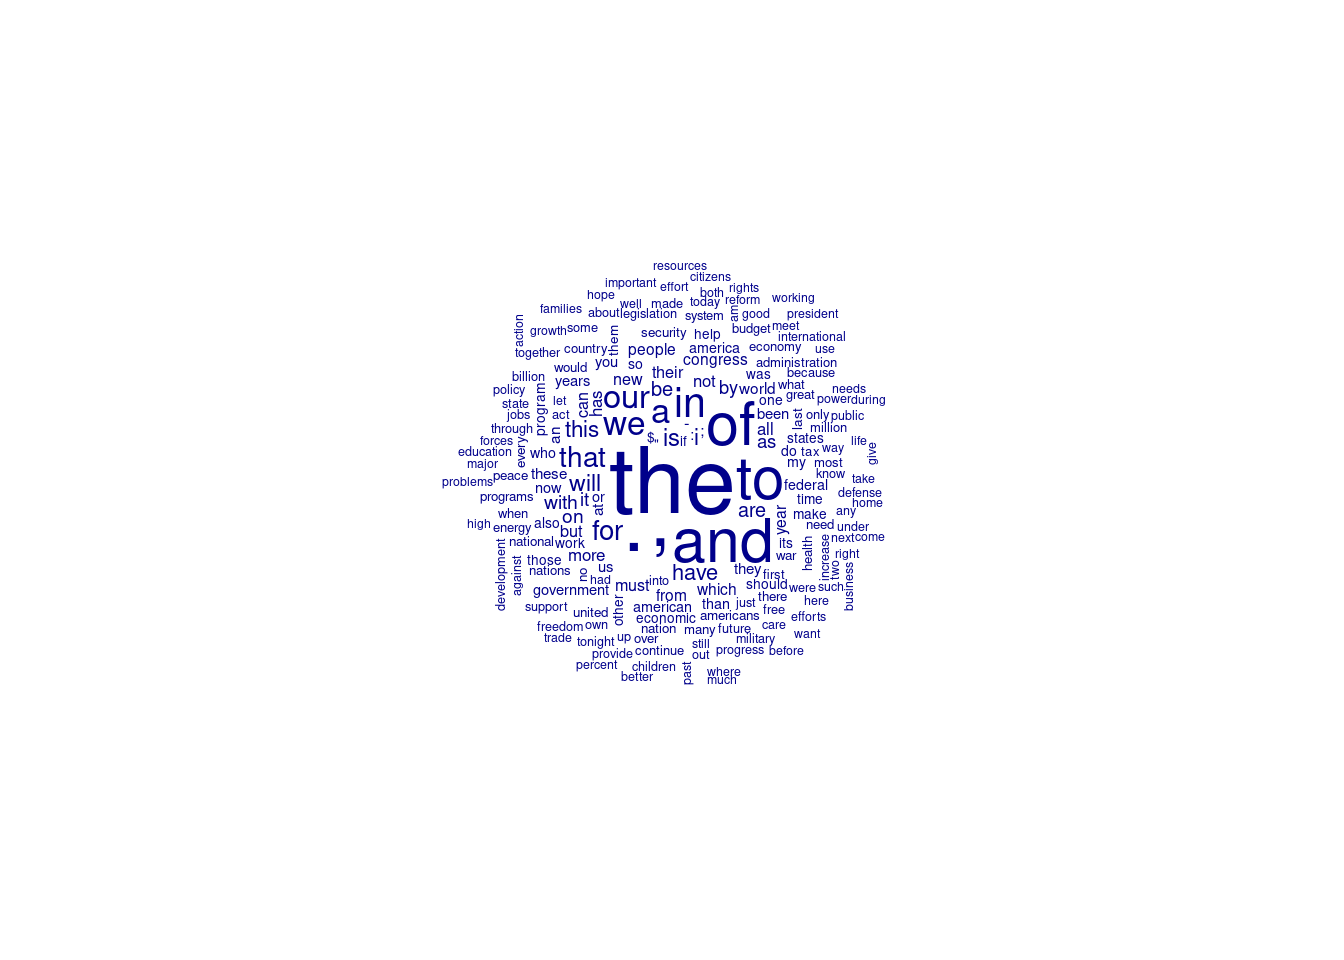 resources
citizens
important effort both rights
hope working
families well made today reform
about legislation system am good president
action growth some them security help budget meet
international
together country people america economy use
would you so congress administration
billion years new their not was because
policy program can has our be by world what needs
state let a in one great power during
jobs act we of been last only public
through an this $ " is if - : i ; all million
forces every as states life
education who that do tax way give
major the to my most
problems peace these will federal know take
programs now with it or at are time defense
home
high when also on for . , and year make any
energy but need under
national work its next come
development against those more have war health increase right
nations no us they first two business
had into should were such
government must from which there here
support united other american than just free
freedom own economic americans care efforts
trade tonight up nation many future military want
over still
provide continue out progress before
percent children past where
better much